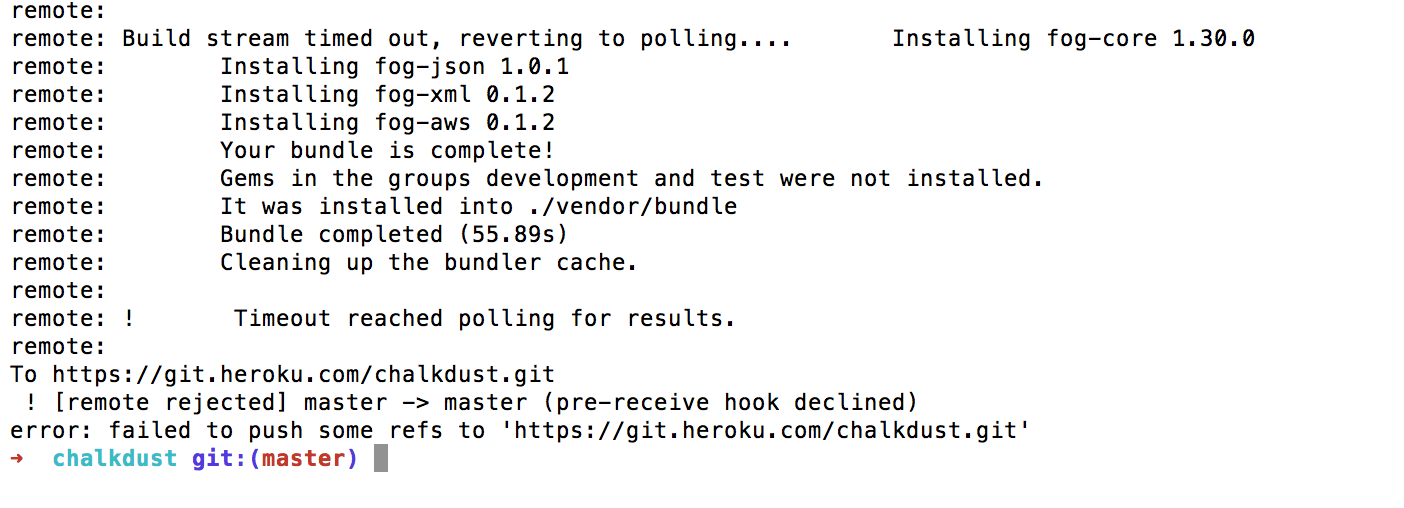 remote:
remote: Build stream timed out, reverting to polling.... Installing fog-core 1.30.0
remote: Installing fog-json 1.0.1
remote: Installing fog-xml 0.1.2
remote: Installing fog-aws 0.1.2
remote: Your bundle is complete!
remote: Gems in the groups development and test were not installed.
remote: It was installed into ./vendor/bundle
remote: Bundle completed (55.89s)
remote: Cleaning up the bundler cache.
remote:
remote: ! Timeout reached polling for results.
remote:
To https://git.heroku.com/chalkdust.git
! [remote rejected] master -> master (pre-receive hook declined)
error: failed to push some refs to 'https://git.heroku.com/chalkdust.git'
→ chalkdust git:(master)